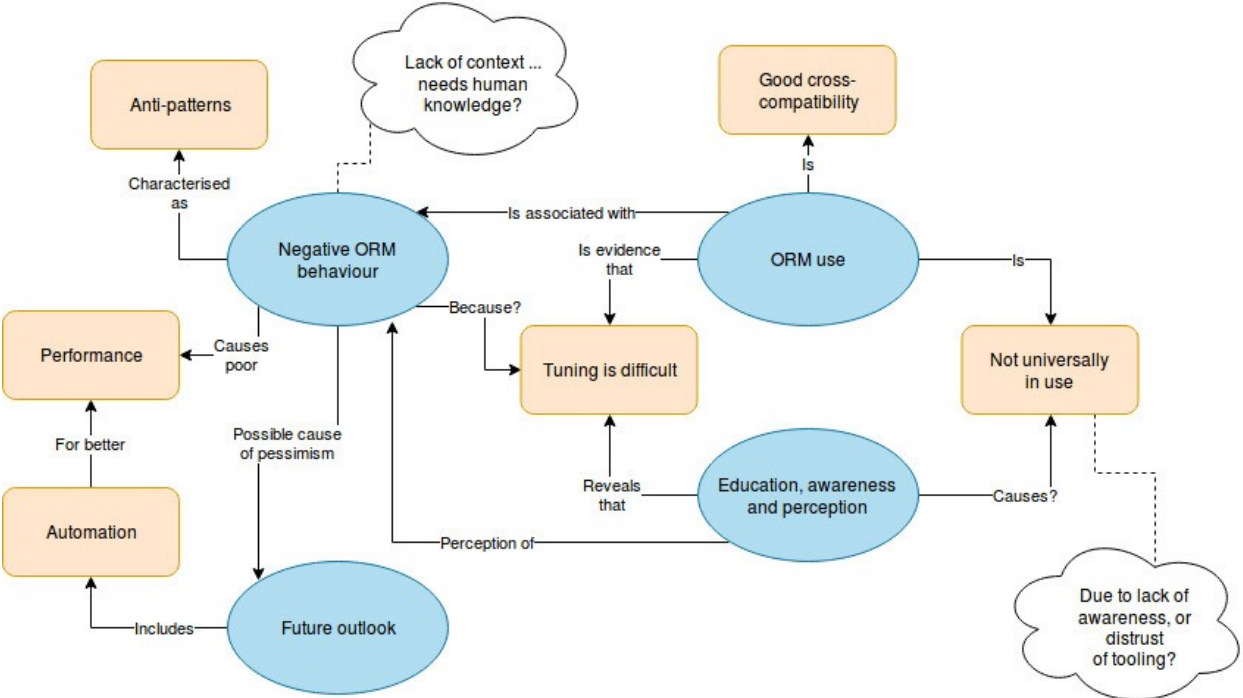 Lack of context ...
needs human
knowledge?
Good cross-
compatibility
Anti-patterns
Is
Characterised
as
Is associated with
Negative ORM
behaviour
Is evidence
that
ORM use
Is
Because?
Causes
poor
Performance
Tuning is difficult
Not universally
in use
Possible cause
of pessimism
For better
Reveals
that
Education, awareness
and perception
Causes?
Automation
Perception of
Includes
Future outlook
Due to lack of
awareness, or
distrust
of tooling?